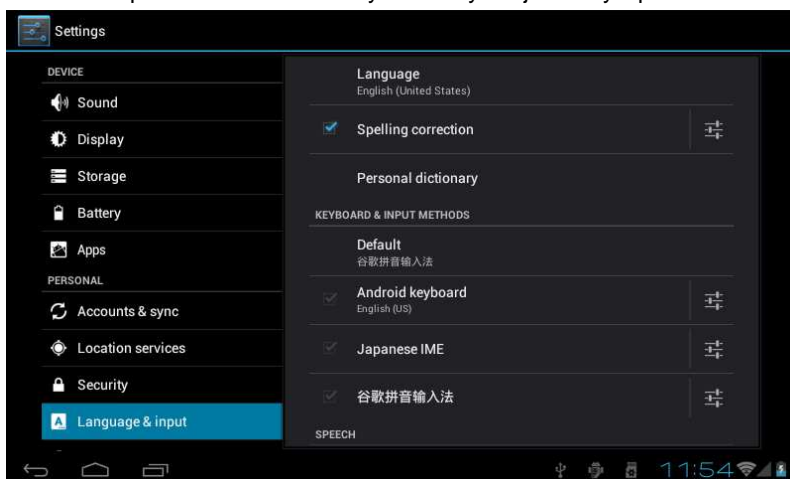 Settings
DEVICE
Sound
Display
Storage
Battery
Apps
PERSONAL
Accounts & sync
Location services
Security
Language & input
Language
English (United States)
Spelling correction
Personal dictionary
KEYBOARD & INPUT METHODS
Default
谷歌拼音输入法
Android keyboard
English (US)
Japanese IME
谷歌拼音输入法
SPEECH
11:54